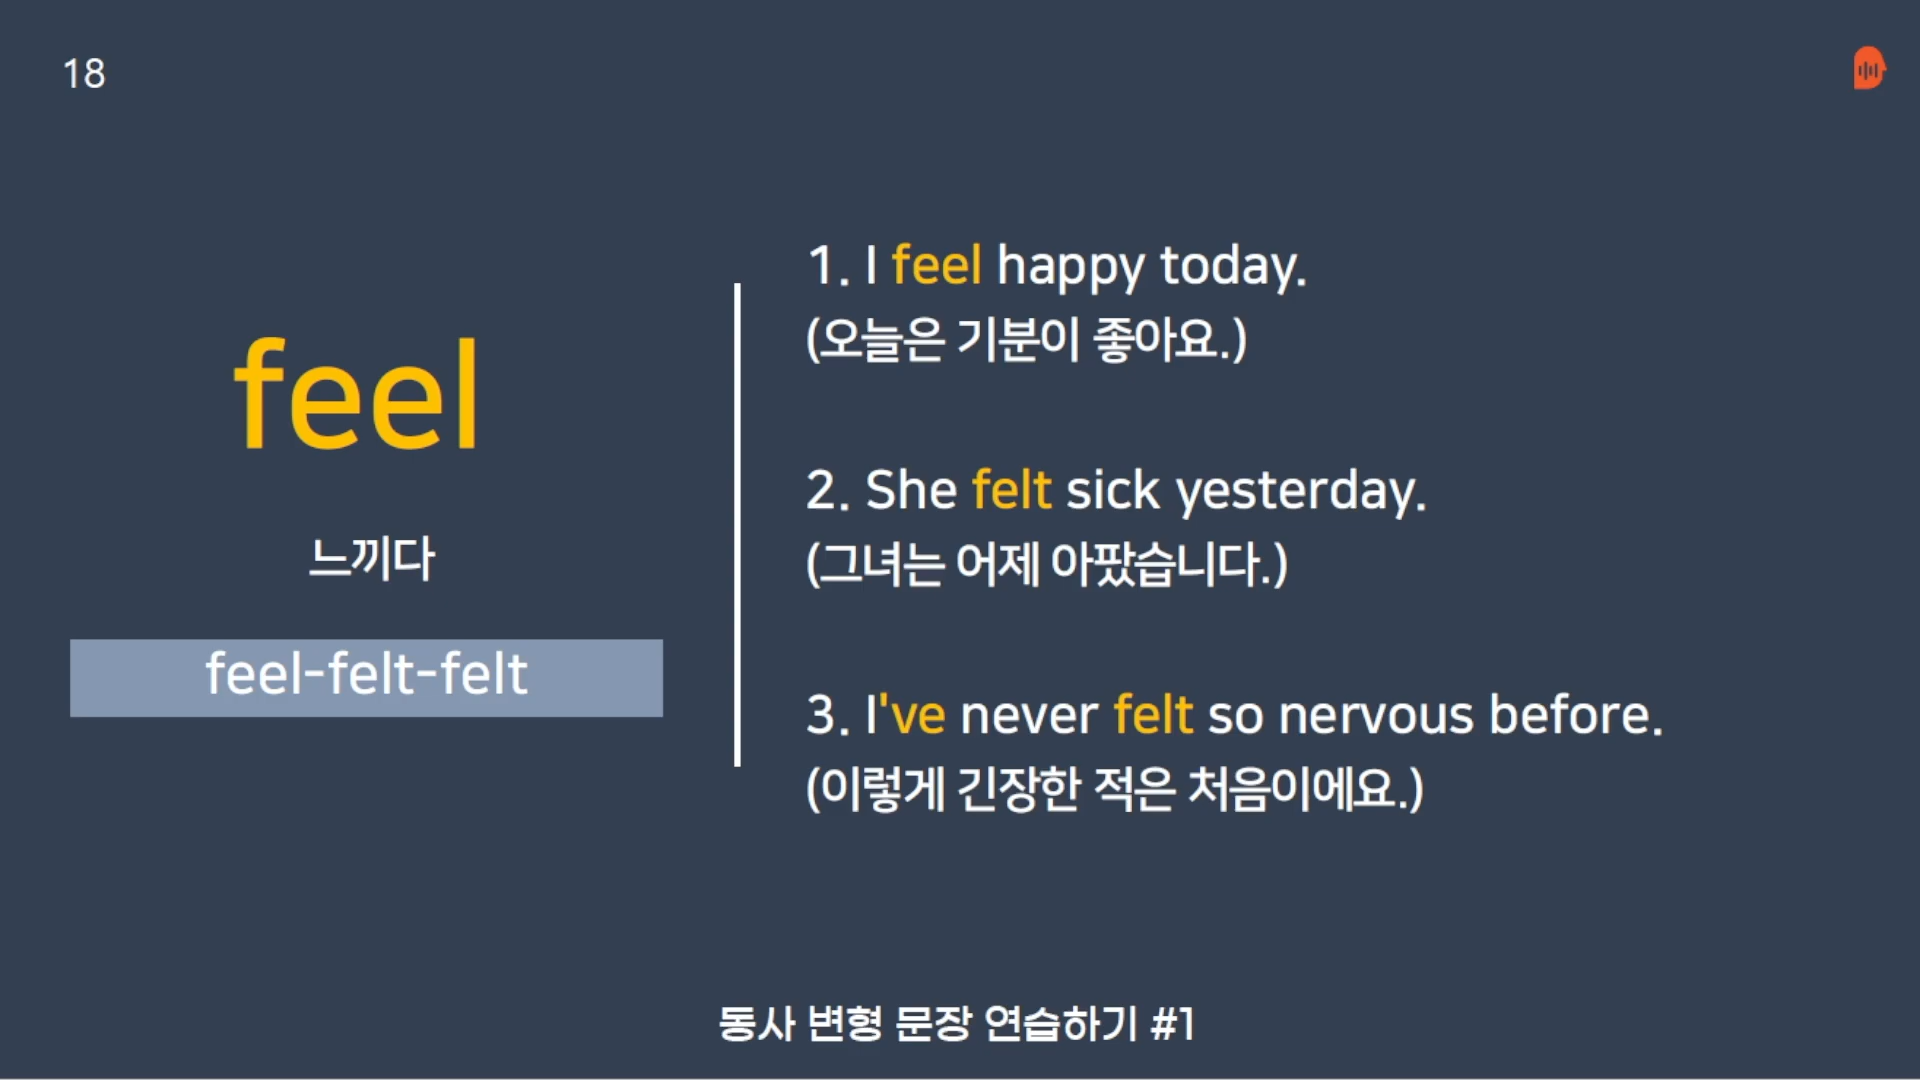 18
feel
느끼다
feel-felt-felt
1. I feel happy today.
(오늘은 기분이 좋아요.)
2. She felt sick yesterday.
(그녀는 어제 아팠습니다.)
3. I've never felt so nervous before.
(이렇게 긴장한 적은 처음이에요.)
동사 변형 문장 연습하기 #1